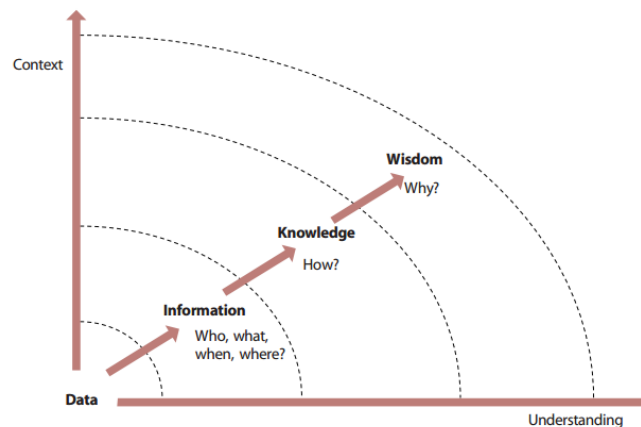 Context
Wisdom
Why?
Knowledge
How?
Information
Who, what,
when, where?
Data
Understanding